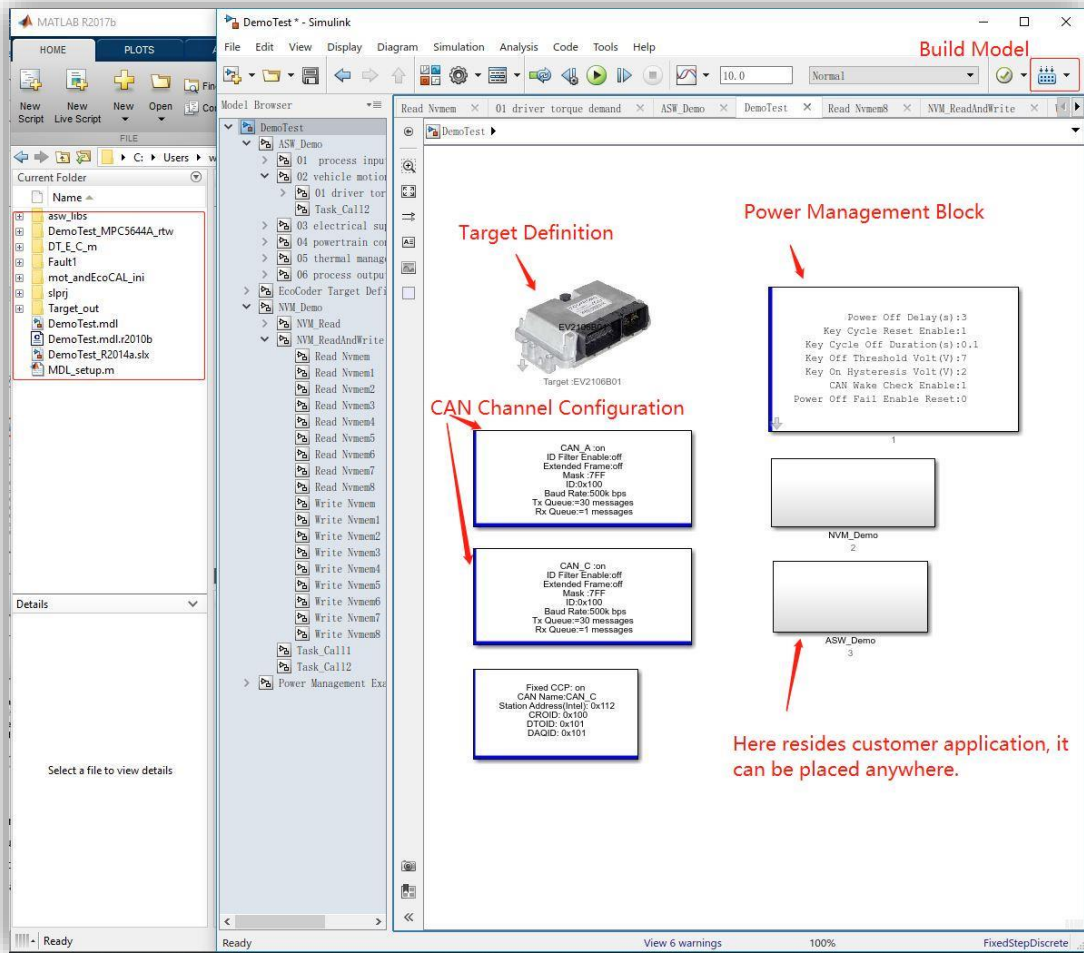 MATLAB R2017b
HOME
PLOTS
A
New Script
New Live Script
New
Open
Fin
Co
FILE
C: ▸ Users ▸ w
Current Folder
Name
asw_libs
DemoTest_MPC5644A_rtw
DT_E_C_m
Fault1
mot_andEcoCAL_ini
slprj
Target_out
DemoTest.mdl
DemoTest.mdl.r2010b
DemoTest_R2014a.slx
MDL_setup.m
Details
Select a file to view details
Ready
DemoTest * - Simulink
File Edit View Display Diagram Simulation Analysis Code Tools Help
Build Model
10.0
Normal
Model Browser
DemoTest
ASW_Demo
01 process inpu
02 vehicle motion
01 driver tor
Task_Call2
03 electrical sup
04 powertrain con
05 thermal manage
06 process output
EcoCoder Target Defi
NVM_Demo
NVM_Read
NVM_ReadAndWrite
Read Nvmem
Read Nvmem1
Read Nvmem2
Read Nvmem3
Read Nvmem4
Read Nvmem5
Read Nvmem6
Read Nvmem7
Read Nvmem8
Write Nvmem
Write Nvmem1
Write Nvmem2
Write Nvmem3
Write Nvmem4
Write Nvmem5
Write Nvmem6
Write Nvmem7
Write Nvmem8
Task_Call1
Task_Call2
Power Management Exa
Read Nvmem
01 driver torque demand
ASW_Demo
DemoTest
Read Nvmem8
NVM_ReadAndWrite
DemoTest
Target Definition
EV2106B01
Target :EV2106B01
Power Management Block
Power Off Delay(s):3
Key Cycle Reset Enable:1
Key Cycle Off Duration(s):0.1
Key Off Threshold Volt(V):7
Key On Hysteresis Volt(V):2
CAN Wake Check Enable:1
Power Off Fail Enable Reset:0
1
CAN Channel Configuration
CAN_A :on
ID Filter Enable:off
Extended Frame:off
Mask :7FF
ID:0x100
Baud Rate:500k bps
Tx Queue:=30 messages
Rx Queue:=1 messages
NVM_Demo
2
CAN_C :on
ID Filter Enable:off
Extended Frame:off
Mask :7FF
ID:0x100
Baud Rate:500k bps
Tx Queue:=30 messages
Rx Queue:=1 messages
ASW_Demo
3
Fixed CCP: on
CAN Name:CAN_C
Station Address(Intel): 0x112
CROID: 0x100
DTOID: 0x101
DAQID: 0x101
Here resides customer application, it
can be placed anywhere.
Ready
View 6 warnings
100%
FixedStepDiscrete